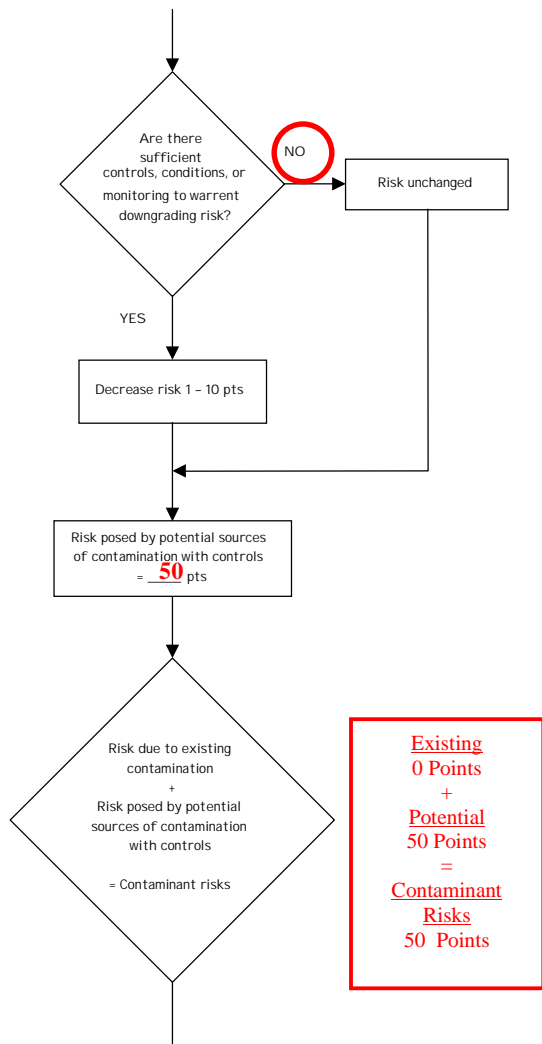 Are there
sufficient
controls, conditions, or
monitoring to warrent
downgrading risk?
NO
Risk unchanged
YES
Decrease risk 1 – 10 pts
Risk posed by potential sources
of contamination with controls
= 50 pts
Risk due to existing
contamination
+
Risk posed by potential
sources of contamination
with controls
= Contaminant risks
Existing
0 Points
+
Potential
50 Points
=
Contaminant
Risks
50 Points